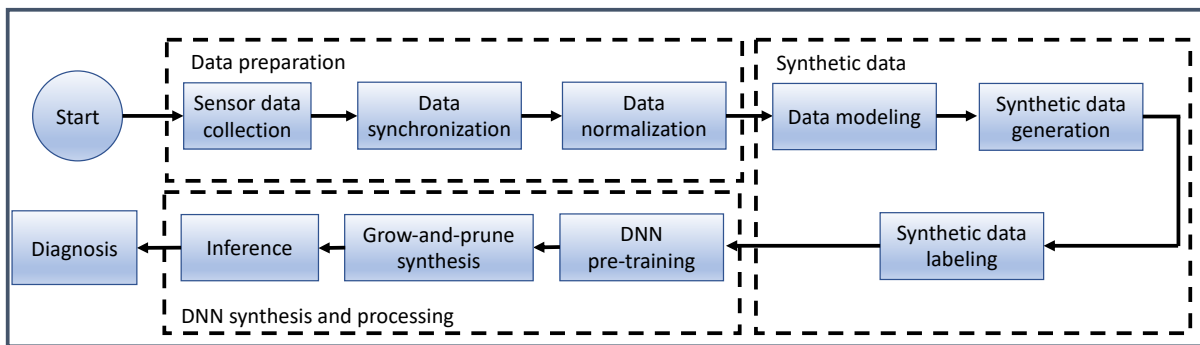 Data preparation
Synthetic data
Start
Sensor data
collection
Data
synchronization
Data
normalization
Data modeling
Synthetic data
generation
Diagnosis
Inference
Grow-and-prune
synthesis
DNN
pre-training
Synthetic data
labeling
DNN synthesis and processing